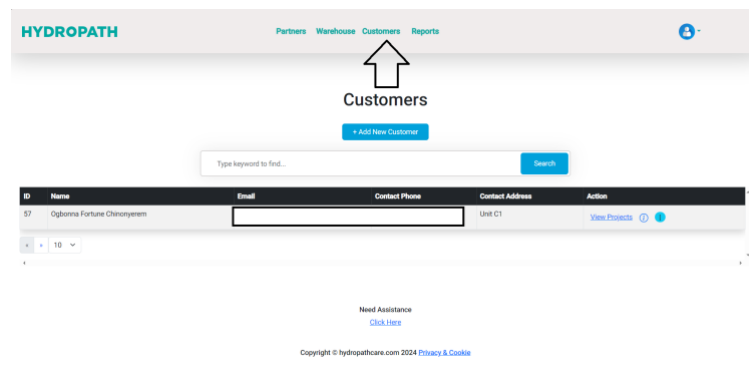 HYDROPATH Partners Warehouse Customers Reports
Customers
+ Add New Customer
Type keyword to find... Search
ID Name Email Contact Phone Contact Address Action
57 Ogbonna Fortune Chinonyerem Unit C1 View Projects
10
Need Assistance
Click Here
Copyright © hydropathcare.com 2024 Privacy & Cookie